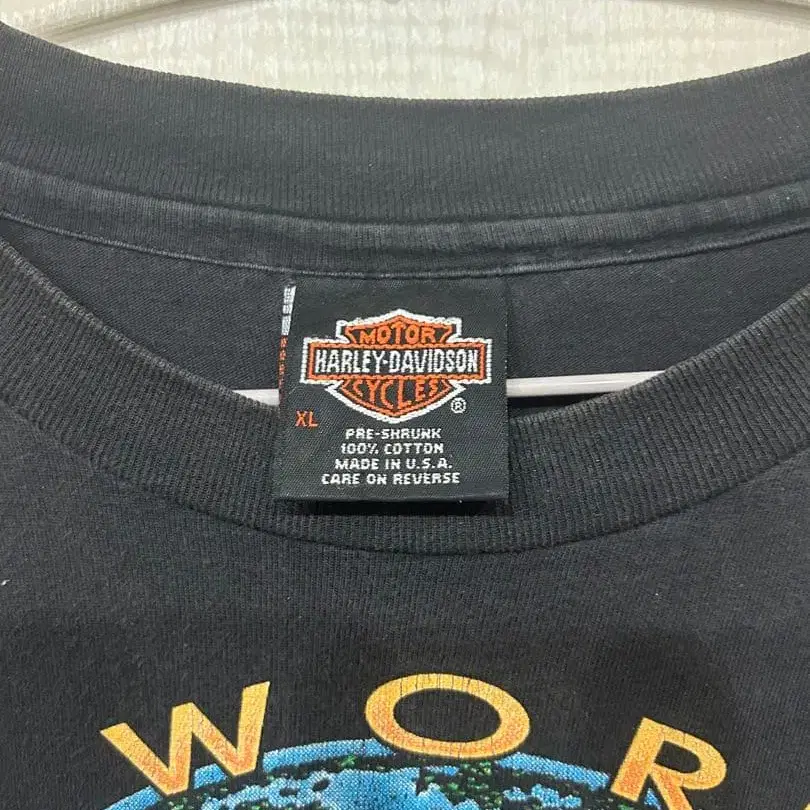 MOTOR
HARLEY-DAVIDSON
CYCLES
®
XL
PRE-SHRUNK
100% COTTON
MADE IN U.S.A.
CARE ON REVERSE
WOR